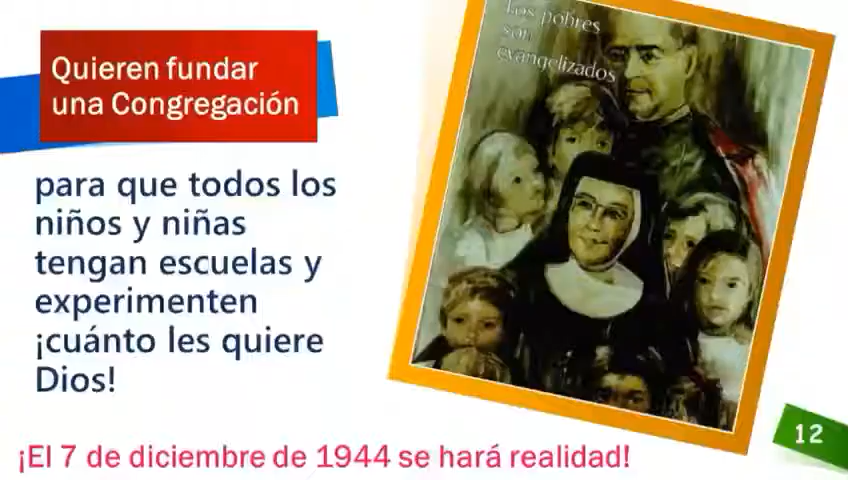 Quieren fundar
una Congregación
para que todos los
niños y niñas
tengan escuelas y
experimenten
¡cuánto les quiere
Dios!
Los pobres
son
evangelizados
¡El 7 de diciembre de 1944 se hará realidad!
12